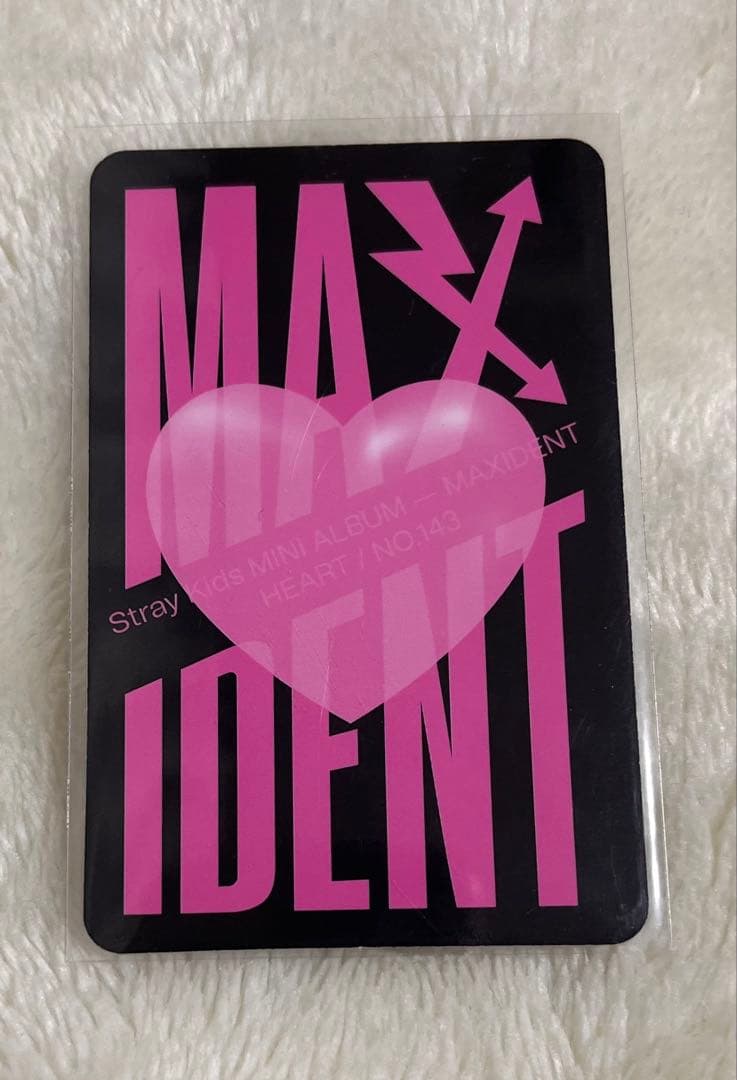 MAX
Stray Kids MINI ALBUM — MAXIDENT
HEART / NO.143
IDENT